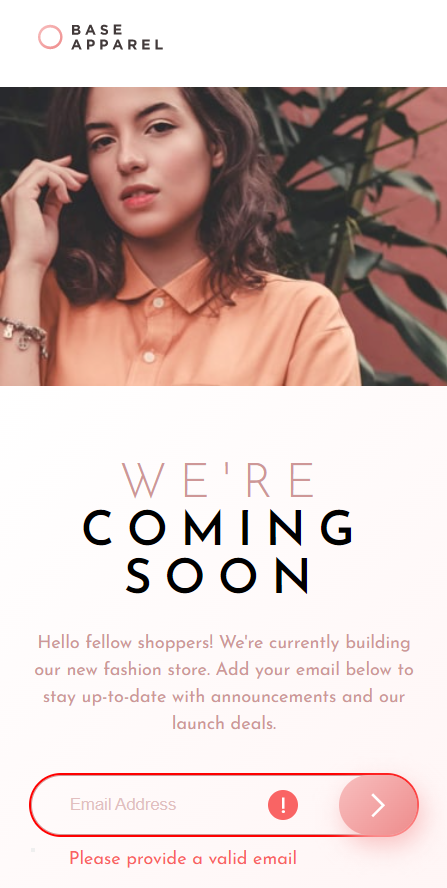 BASE
APPAREL
WE'RE
COMING
SOON
Hello fellow shoppers! We're currently building
our new fashion store. Add your email below to
stay up-to-date with announcements and our
launch deals.
Email Address
!
Please provide a valid email